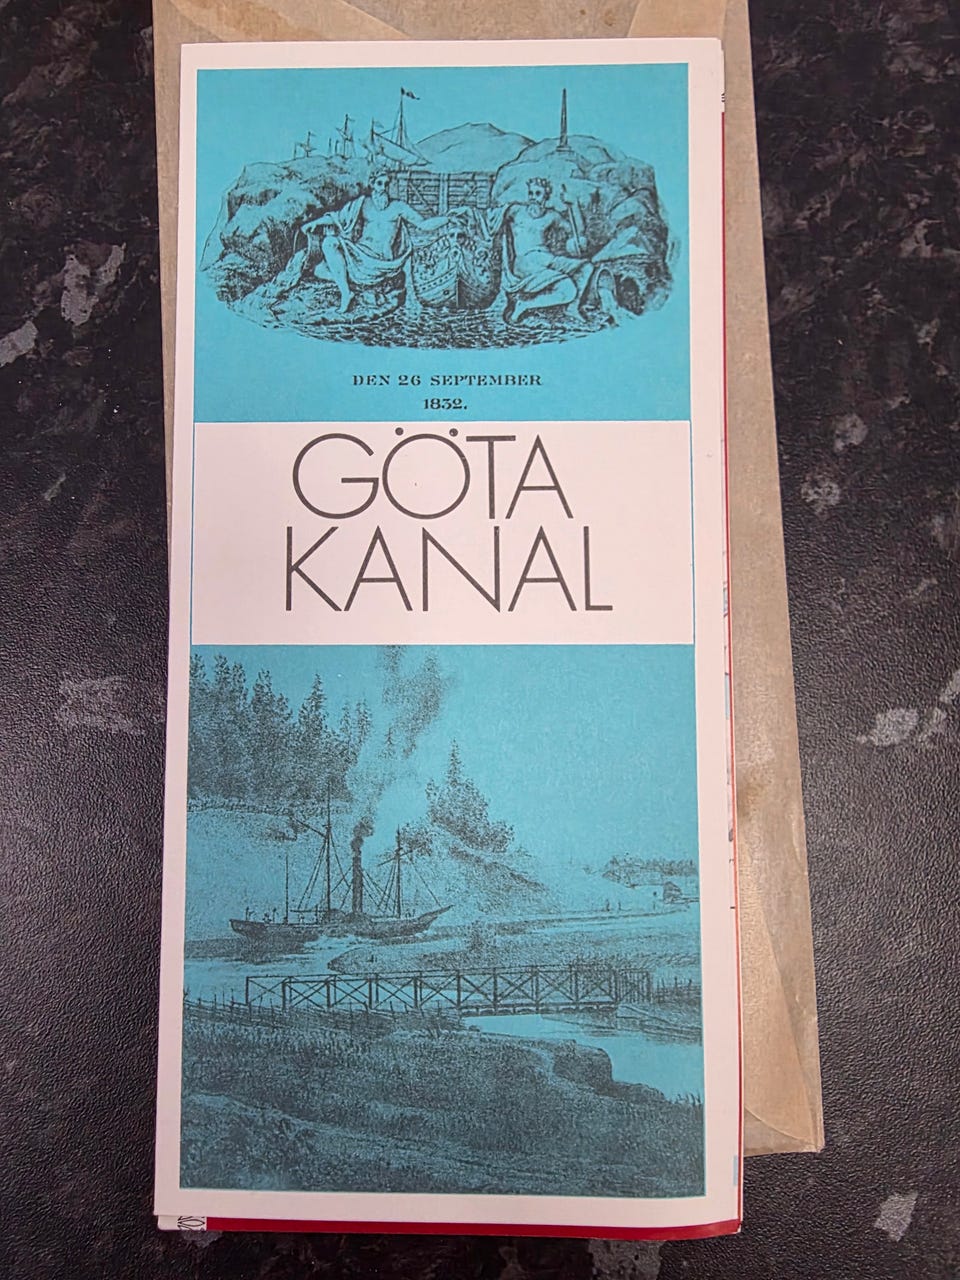 DEN 26 SEPTEMBER
1832.
GÖTA
KANAL